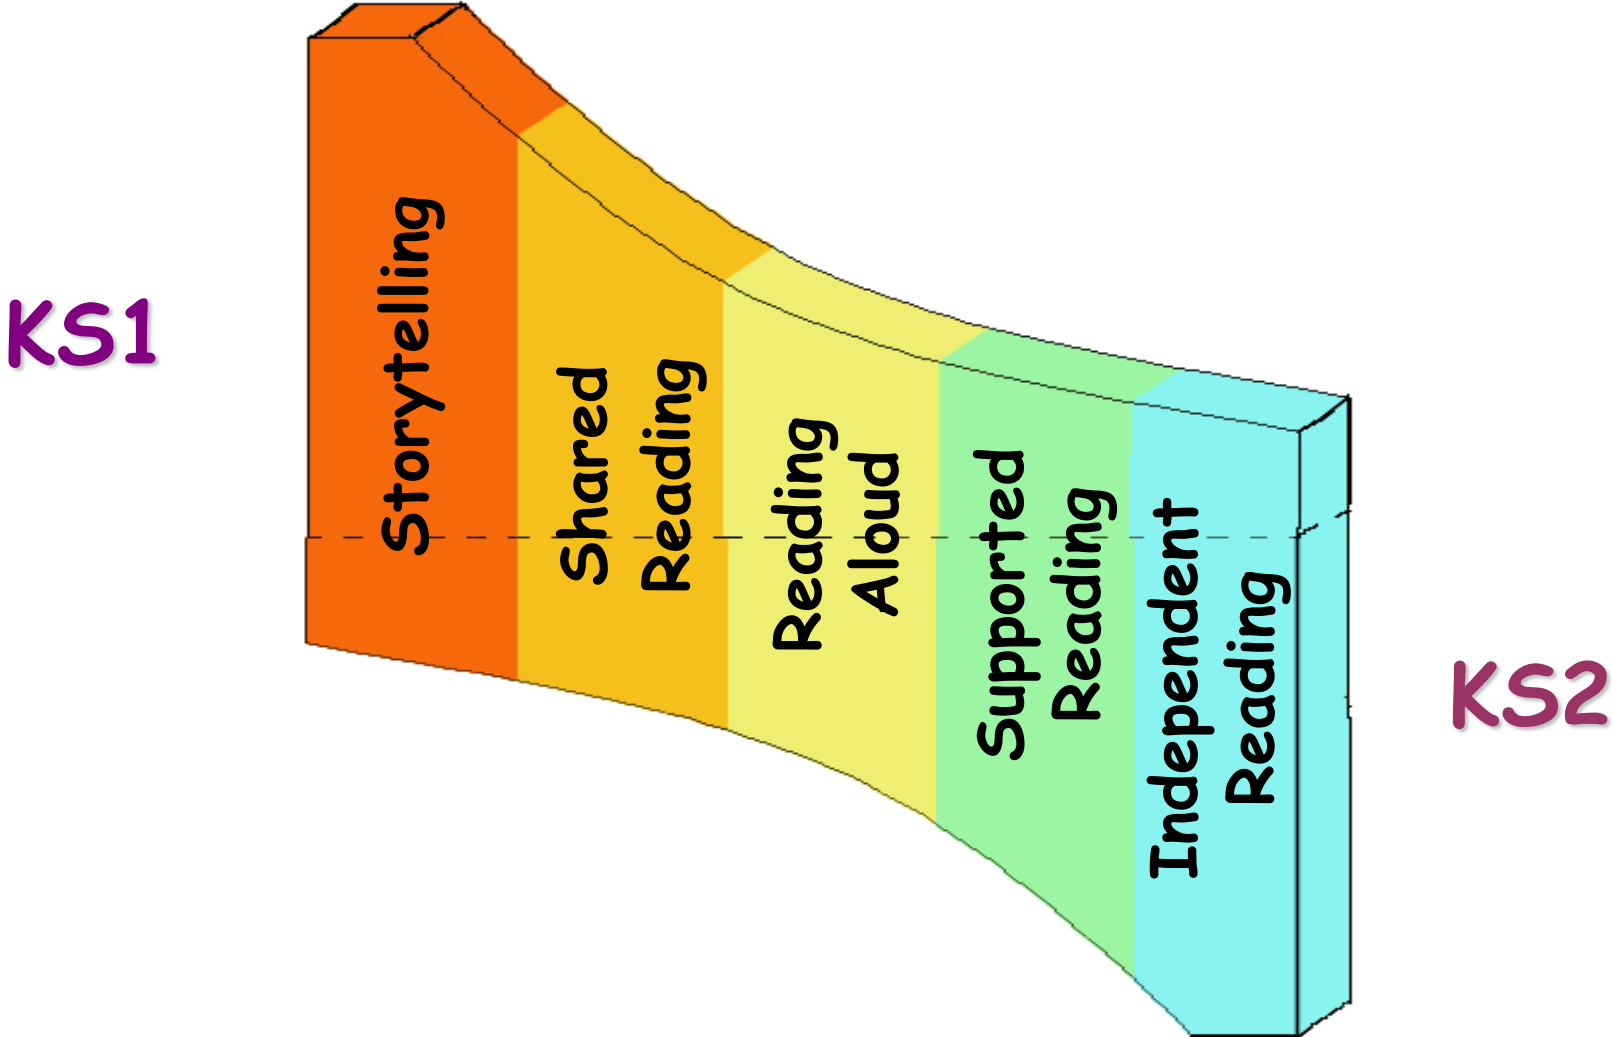 KS1
Storytelling
Shared
Reading
Reading
Aloud
Supported
Reading
Independent
Reading
KS2